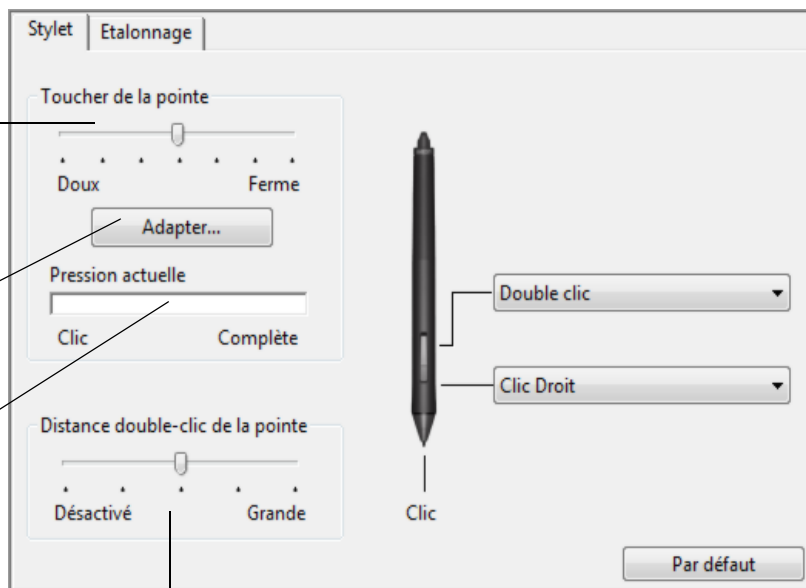 Stylet Etalonnage
Toucher de la pointe
Doux Ferme
Adapter...
Pression actuelle
Clic Complète
Distance double-clic de la pointe
Désactivé Grande
Double clic
Clic Droit
Clic
Par défaut